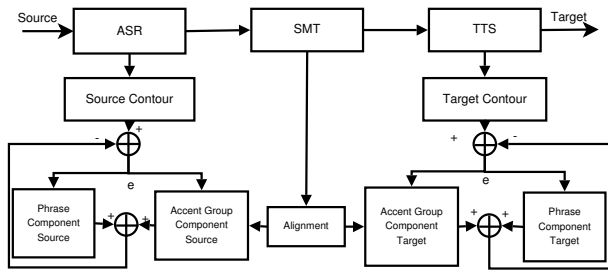 Source
ASR
SMT
TTS
Target
Source Contour
Target Contour
+
-
+
-
e
e
Phrase
Component
Source
+
+
Accent Group
Component
Source
Alignment
Accent Group
Component
Target
+
+
Phrase
Component
Target